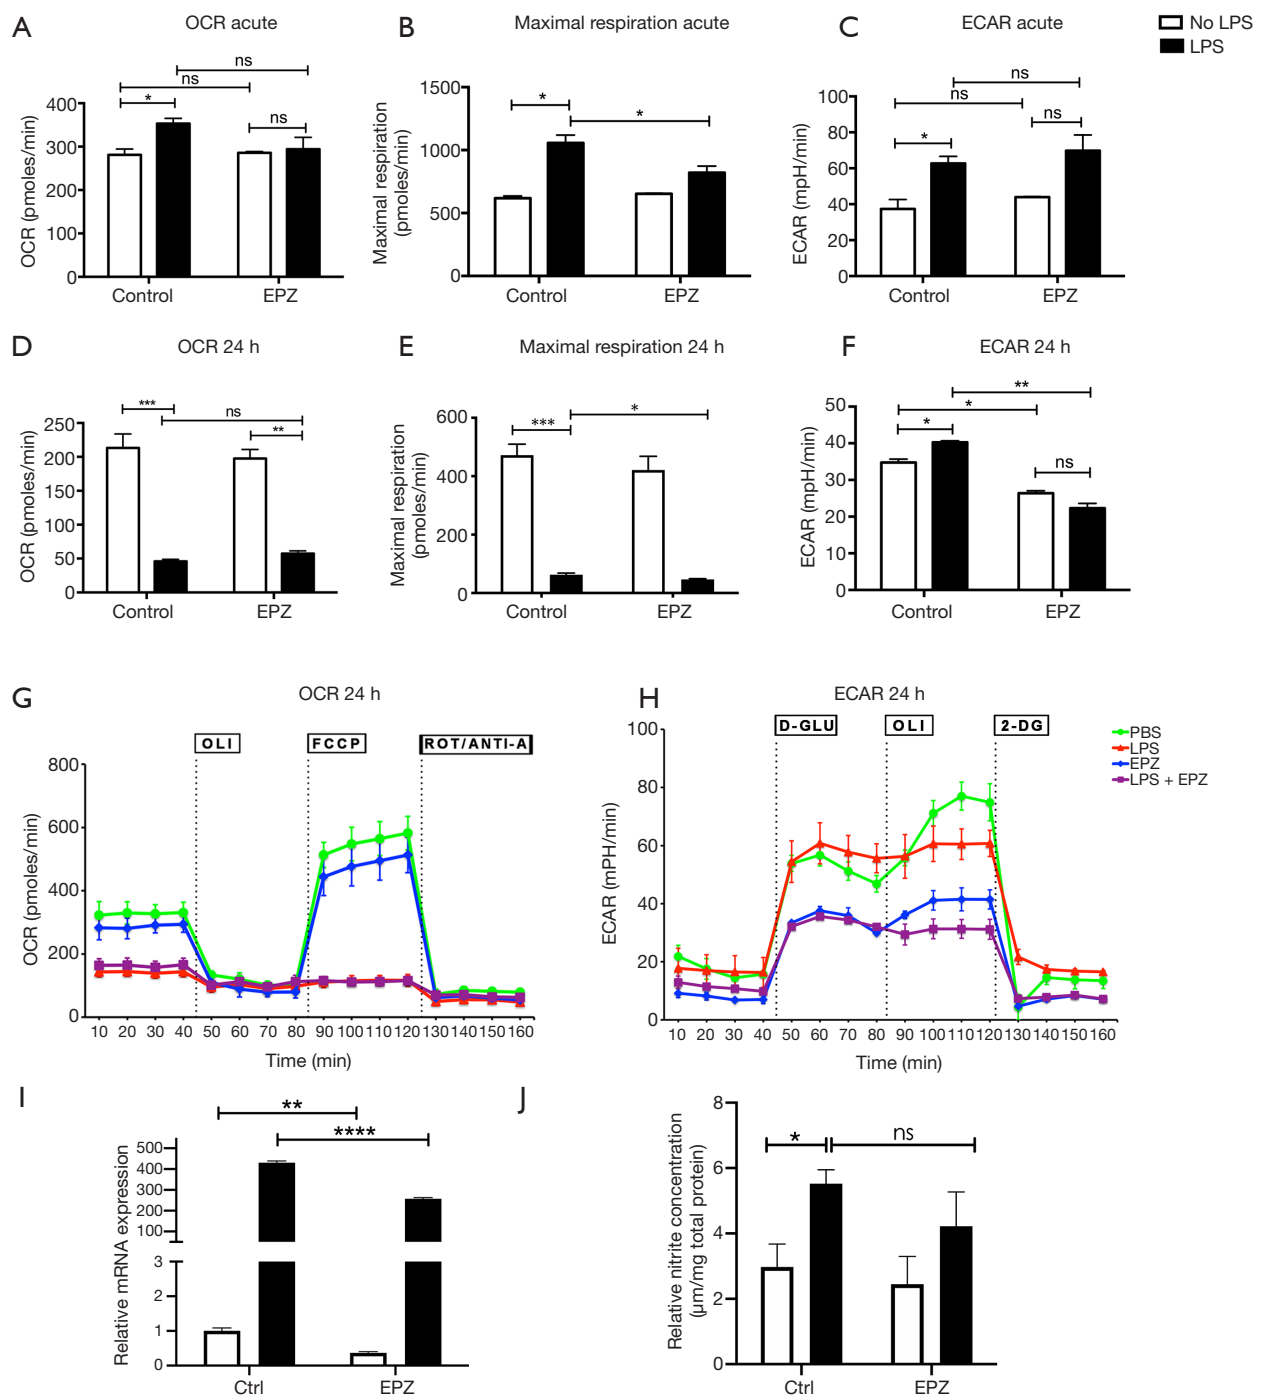 A
OCR acute
B
Maximal respiration acute
C
ECAR acute
No LPS
LPS
ns
ns
*
ns
OCR (pmoles/min)
400
300
200
100
0
Control
EPZ
*
*
Maximal respiration
(pmoles/min)
1500
1000
500
0
Control
EPZ
ns
ns
*
ns
ECAR (mpH/min)
100
80
60
40
20
0
Control
EPZ
D
OCR 24 h
E
Maximal respiration 24 h
F
ECAR 24 h
***
ns
**
OCR (pmoles/min)
250
200
150
100
50
0
Control
EPZ
***
*
Maximal respiration
(pmoles/min)
600
400
200
0
Control
EPZ
**
*
*
ns
ECAR (mpH/min)
50
40
30
20
10
0
Control
EPZ
G
OCR 24 h
OLI
FCCP
ROT/ANTI-A
OCR (pmoles/min)
800
600
400
200
0
10 20 30 40 50 60 70 80 90 100 110 120 130 140 150 160
Time (min)
H
ECAR 24 h
D-GLU
OLI
2-DG
PBS
LPS
EPZ
LPS + EPZ
ECAR (mPH/min)
100
80
60
40
20
0
10 20 30 40 50 60 70 80 90 100 110 120 130 140 150 160
Time (min)
I
**
****
Relative mRNA expression
500
400
300
200
100
3
2
1
0
Ctrl
EPZ
J
*
ns
Relative nitrite concentration
(μm/mg total protein)
8
6
4
2
0
Ctrl
EPZ